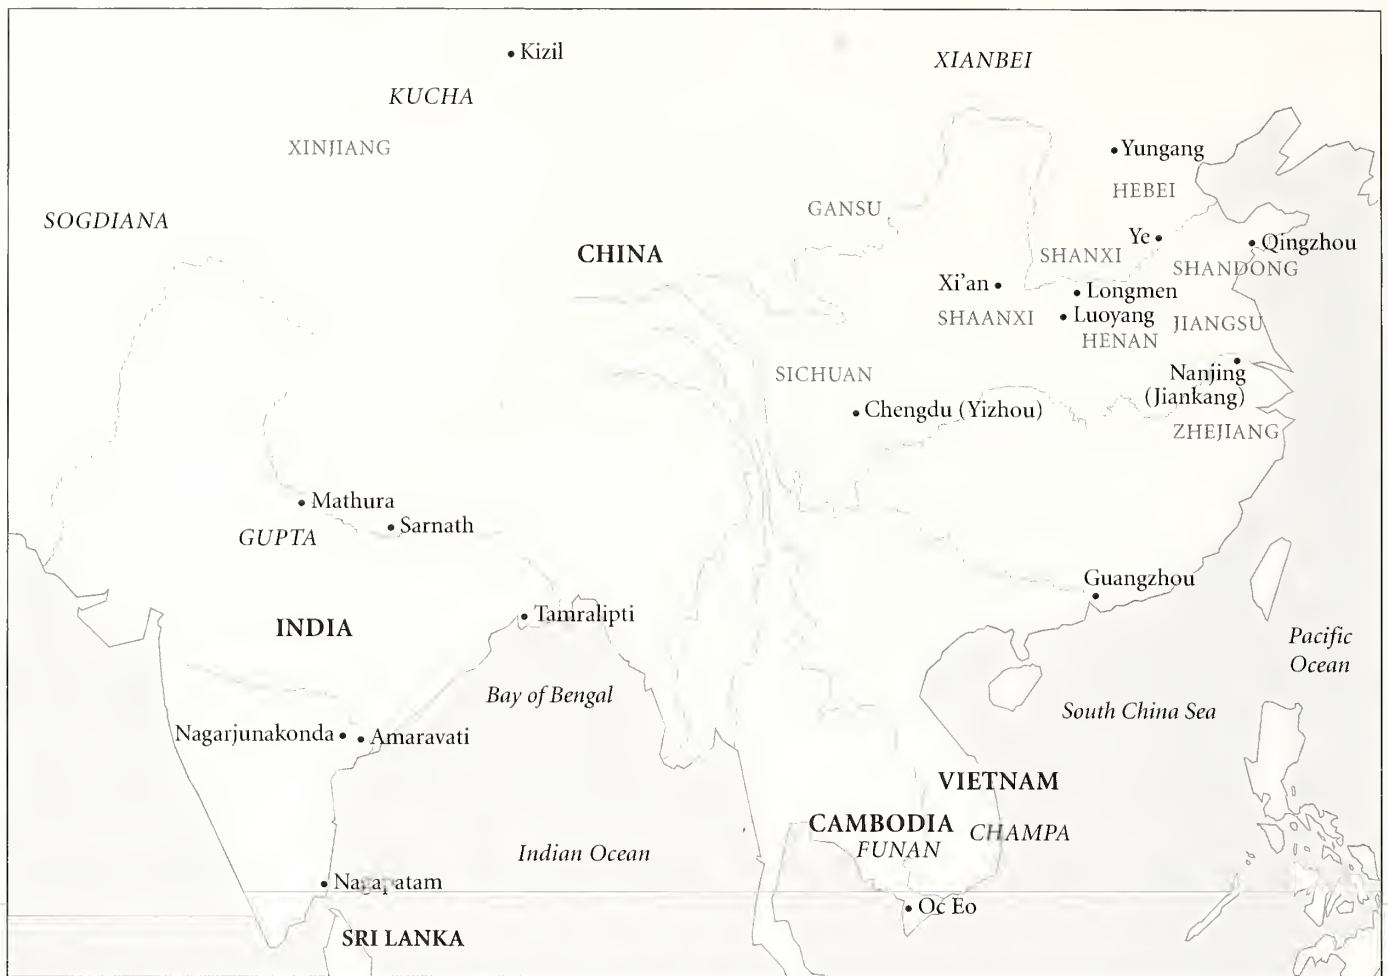 Kizil
XIANBEI
KUCHA
XINJIANG
Yungang
HEBEI
SOGDIANA
GANSU
Ye
Qingzhou
CHINA
SHANXI
SHANDONG
Xi'an
Longmen
SHAANXI
Luoyang
JIANGSU
HENAN
SICHUAN
Nanjing
(Jiankang)
Chengdu (Yizhou)
ZHEJIANG
Mathura
Sarnath
GUPTA
Guangzhou
Tamralipti
INDIA
Pacific
Ocean
Bay of Bengal
South China Sea
Nagarjunakonda
Amaravati
VIETNAM
CAMBODIA
CHAMPA
FUNAN
Indian Ocean
Nagapatam
Oc Eo
SRI LANKA